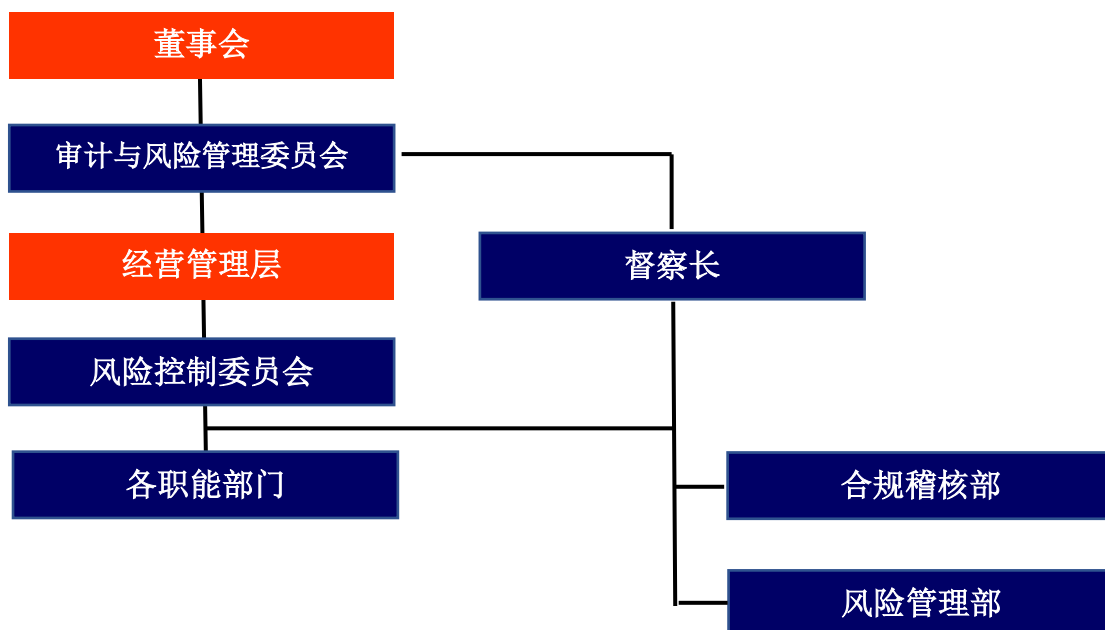 董事会
审计与风险管理委员会
经营管理层
督察长
风险控制委员会
各职能部门
合规稽核部
风险管理部